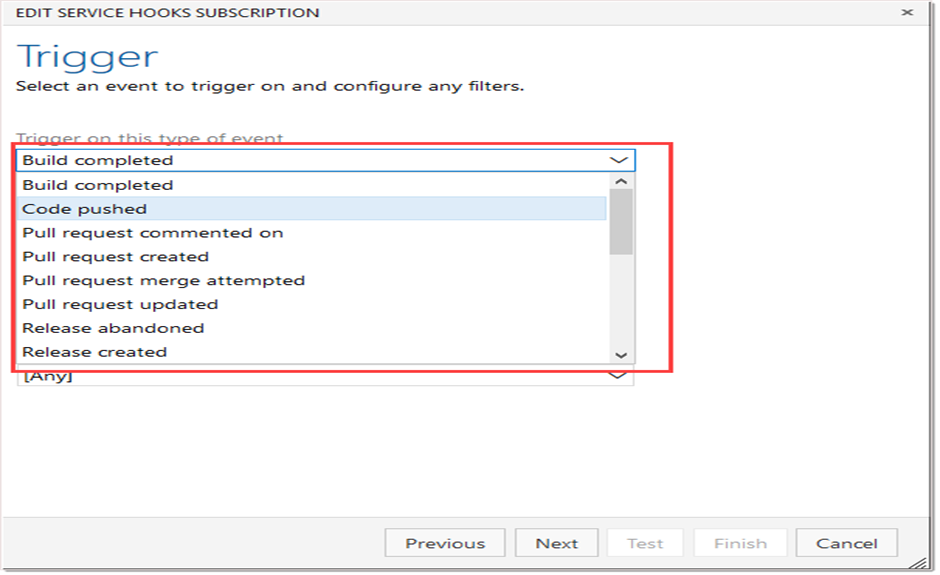 EDIT SERVICE HOOKS SUBSCRIPTION
Trigger
Select an event to trigger on and configure any filters.
Trigger on this type of event
Build completed
Build completed
Code pushed
Pull request commented on
Pull request created
Pull request merge attempted
Pull request updated
Release abandoned
Release created
[Any]
Previous Next Test Finish Cancel